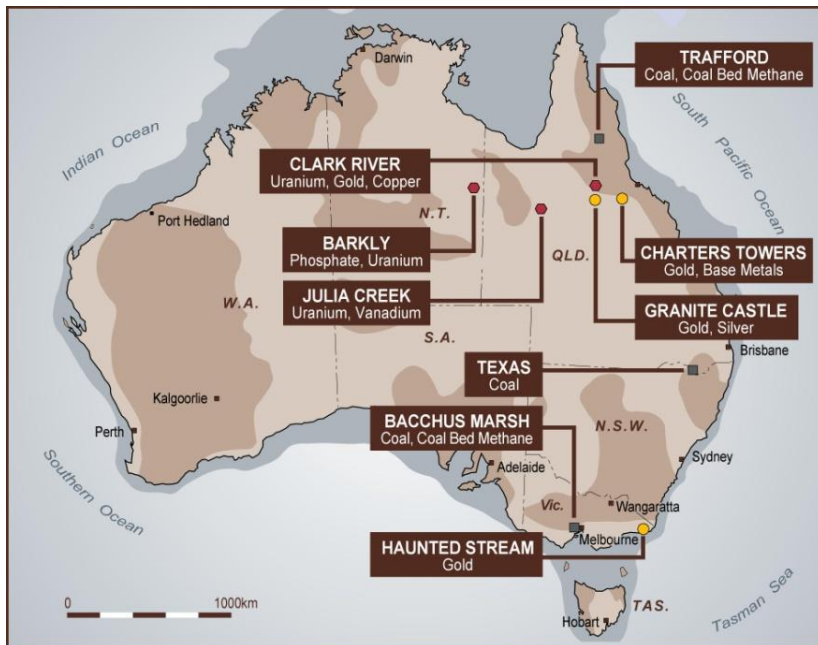 Darwin
TRAFFORD
Coal, Coal Bed Methane
Indian Ocean
South Pacific Ocean
CLARK RIVER
Uranium, Gold, Copper
N.T.
Port Hedland
BARKLY
Phosphate, Uranium
QLD.
CHARTERS TOWERS
Gold, Base Metals
W.A.
JULIA CREEK
Uranium, Vanadium
GRANITE CASTLE
Gold, Silver
S.A.
Brisbane
TEXAS
Coal
Kalgoorlie
N.S.W.
Perth
BACCHUS MARSH
Coal, Coal Bed Methane
Adelaide
Sydney
Southern Ocean
Vic.
Wangaratta
Melbourne
HAUNTED STREAM
Gold
0 1000km
TAS.
Hobart
Tasman Sea